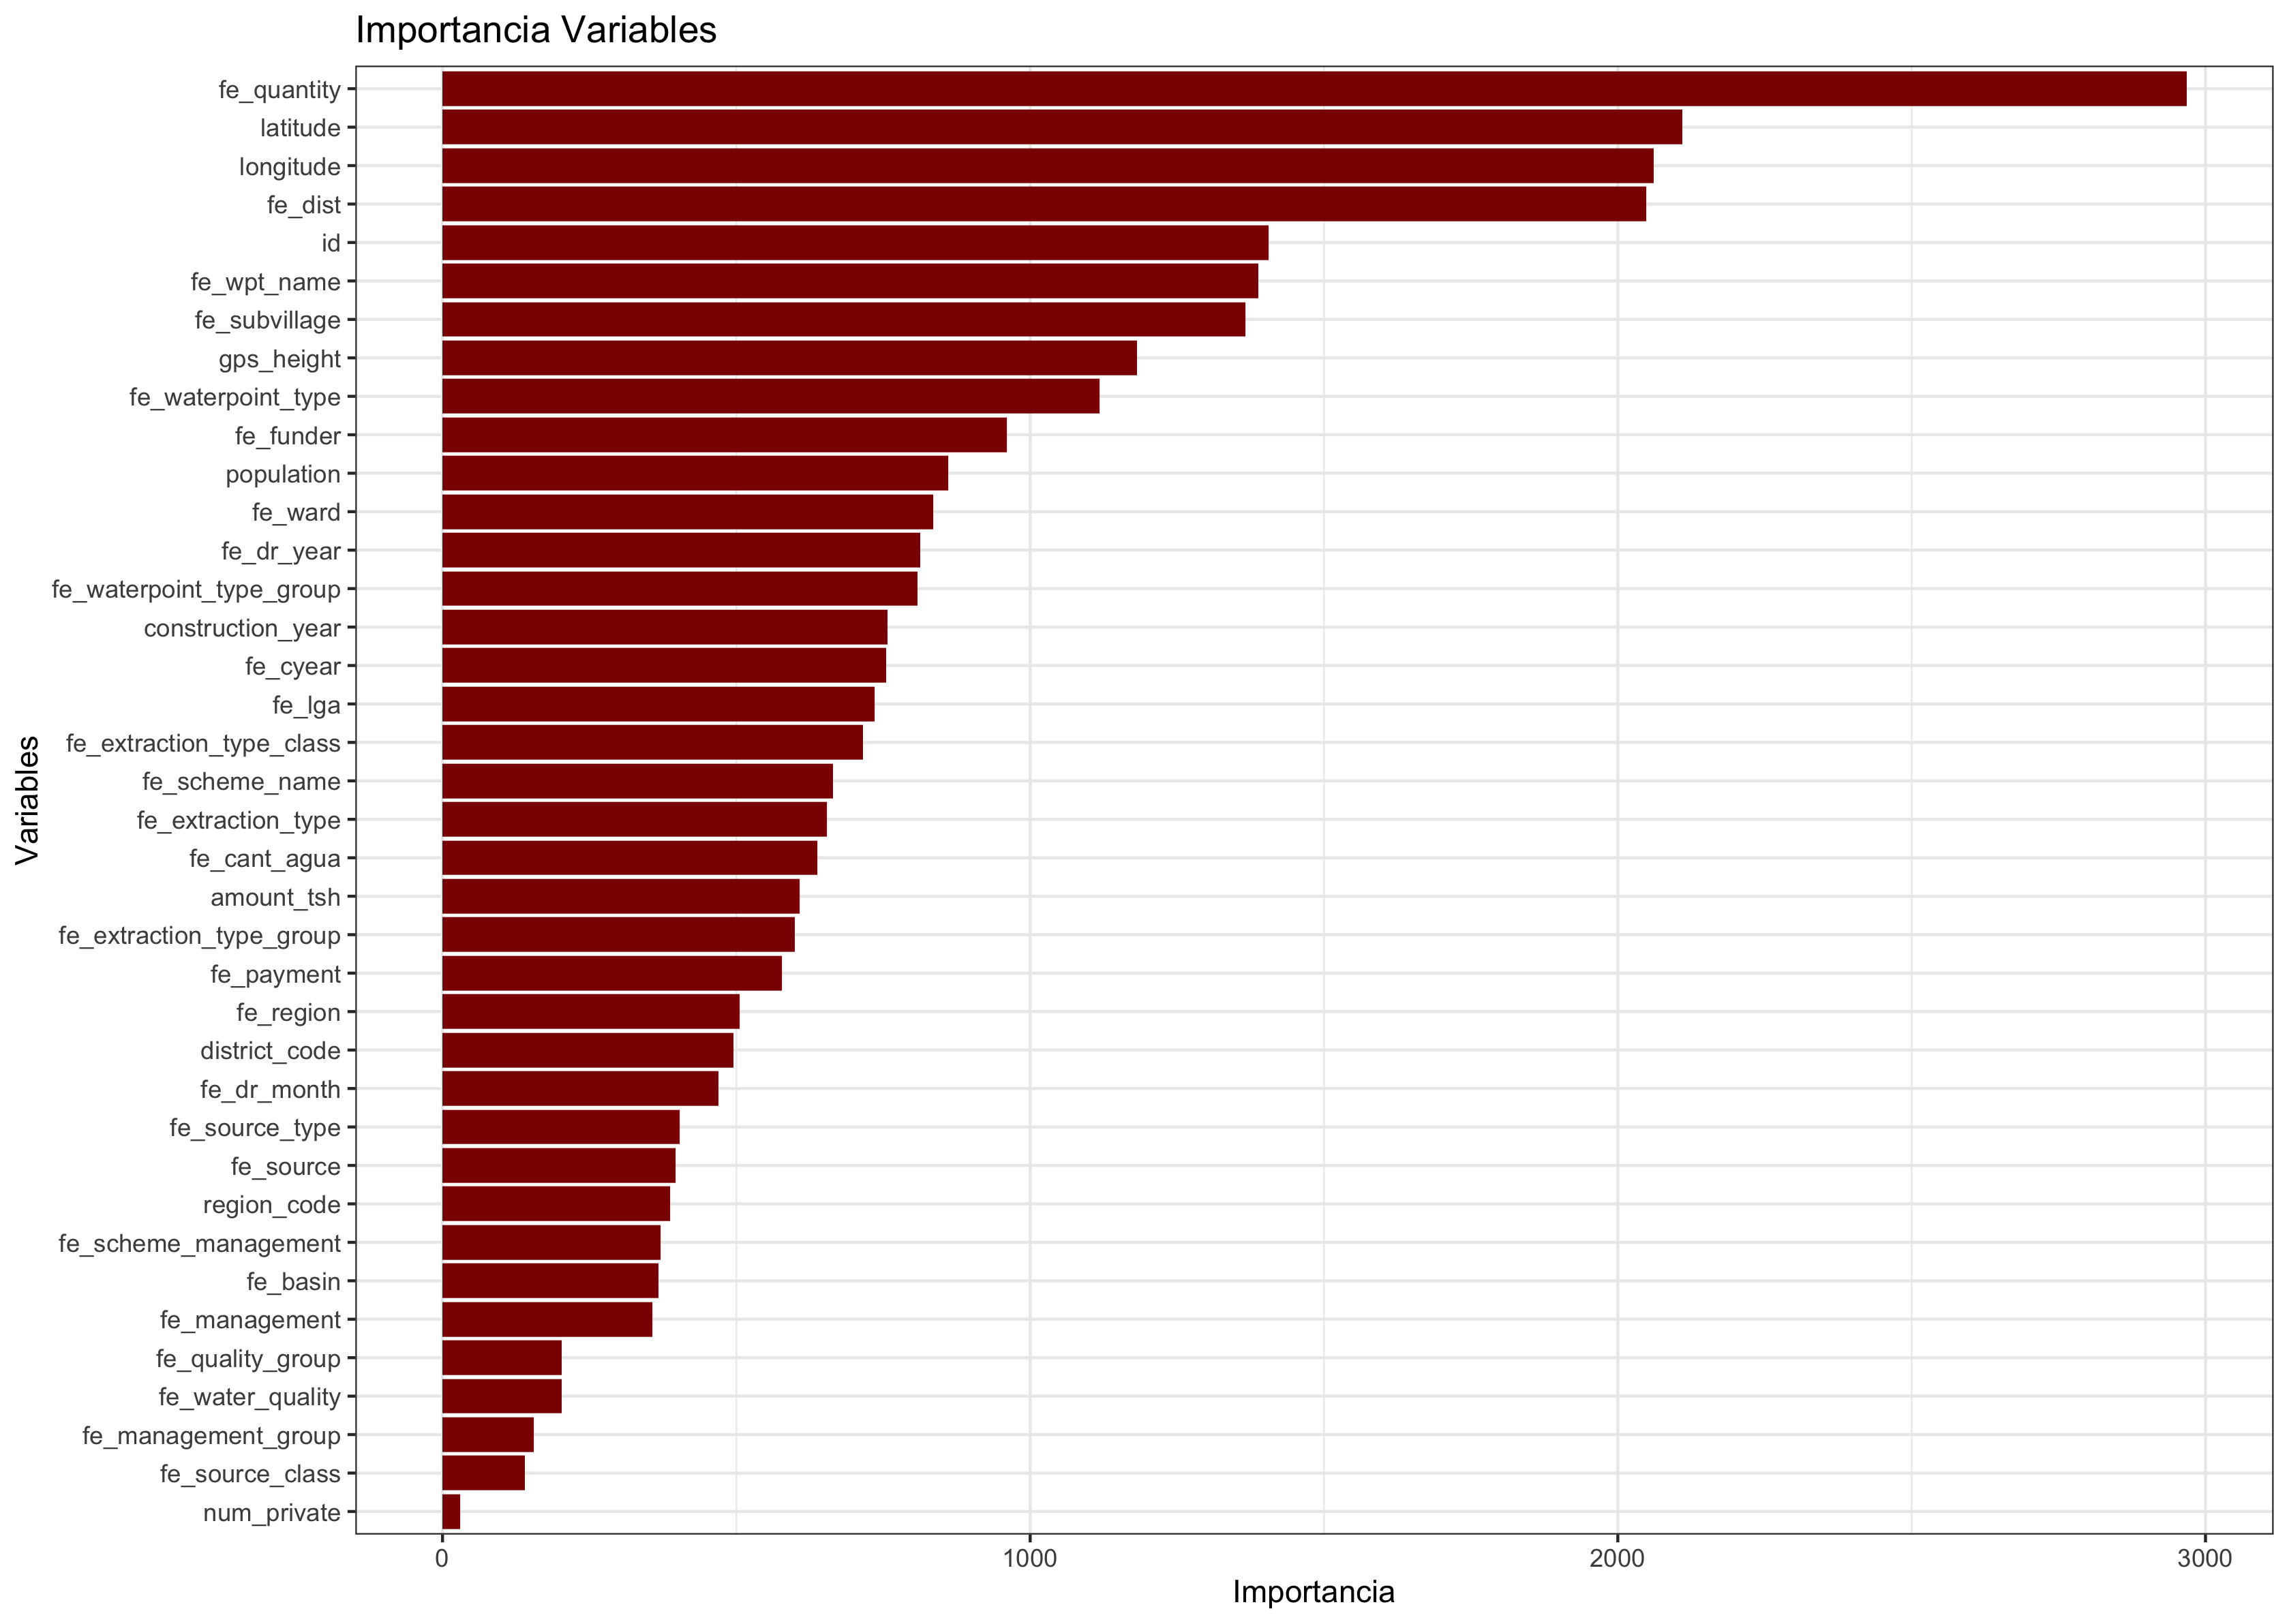 Importancia Variables
fe_quantity
latitude
longitude
fe_dist
id
fe_wpt_name
fe_subvillage
gps_height
fe_waterpoint_type
fe_funder
population
fe_ward
fe_dr_year
fe_waterpoint_type_group
construction_year
fe_cyear
fe_lga
fe_extraction_type_class
fe_scheme_name
fe_extraction_type
fe_cant_agua
amount_tsh
fe_extraction_type_group
fe_payment
fe_region
district_code
fe_dr_month
fe_source_type
fe_source
region_code
fe_scheme_management
fe_basin
fe_management
fe_quality_group
fe_water_quality
fe_management_group
fe_source_class
num_private
Variables
0 1000 2000 3000
Importancia